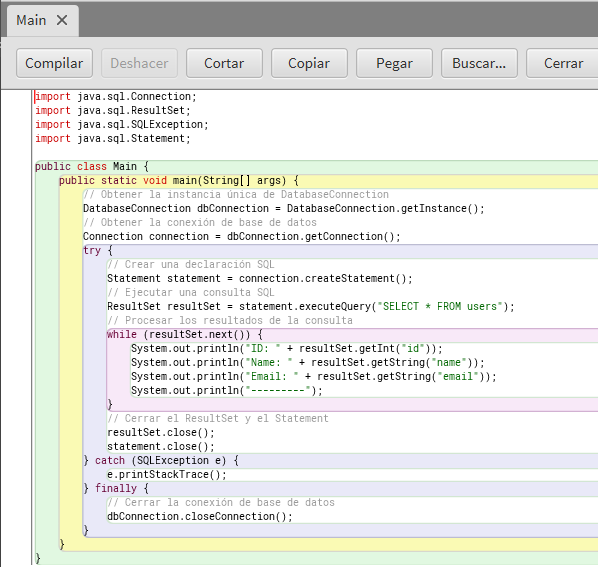 Main ✕
Compilar Deshacer Cortar Copiar Pegar Buscar... Cerrar
import java.sql.Connection;
import java.sql.ResultSet;
import java.sql.SQLException;
import java.sql.Statement;
public class Main {
public static void main(String[] args) {
// Obtener la instancia única de DatabaseConnection
DatabaseConnection dbConnection = DatabaseConnection.getInstance();
// Obtener la conexión de base de datos
Connection connection = dbConnection.getConnection();
try {
// Crear una declaración SQL
Statement statement = connection.createStatement();
// Ejecutar una consulta SQL
ResultSet resultSet = statement.executeQuery("SELECT * FROM users");
// Procesar los resultados de la consulta
while (resultSet.next()) {
System.out.println("ID: " + resultSet.getInt("id"));
System.out.println("Name: " + resultSet.getString("name"));
System.out.println("Email: " + resultSet.getString("email"));
System.out.println("---------");
}
// Cerrar el ResultSet y el Statement
resultSet.close();
statement.close();
} catch (SQLException e) {
e.printStackTrace();
} finally {
// Cerrar la conexión de base de datos
dbConnection.closeConnection();
}
}
}